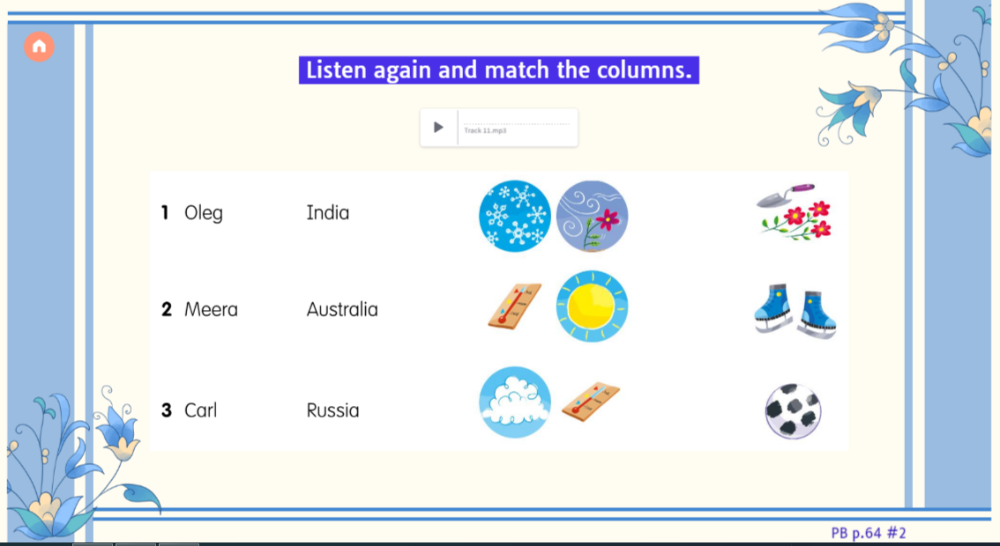 Listen again and match the columns.
Track 11.mp3
1 Oleg India
2 Meera Australia
3 Carl Russia
PB p.64 #2